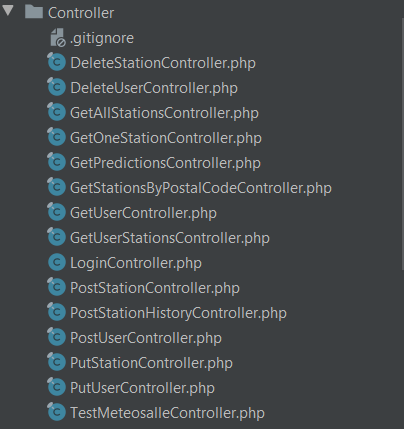 Controller
.gitignore
DeleteStationController.php
DeleteUserController.php
GetAllStationsController.php
GetOneStationController.php
GetPredictionsController.php
GetStationsByPostalCodeController.php
GetUserController.php
GetUserStationsController.php
LoginController.php
PostStationController.php
PostStationHistoryController.php
PostUserController.php
PutStationController.php
PutUserController.php
TestMeteosalleController.php